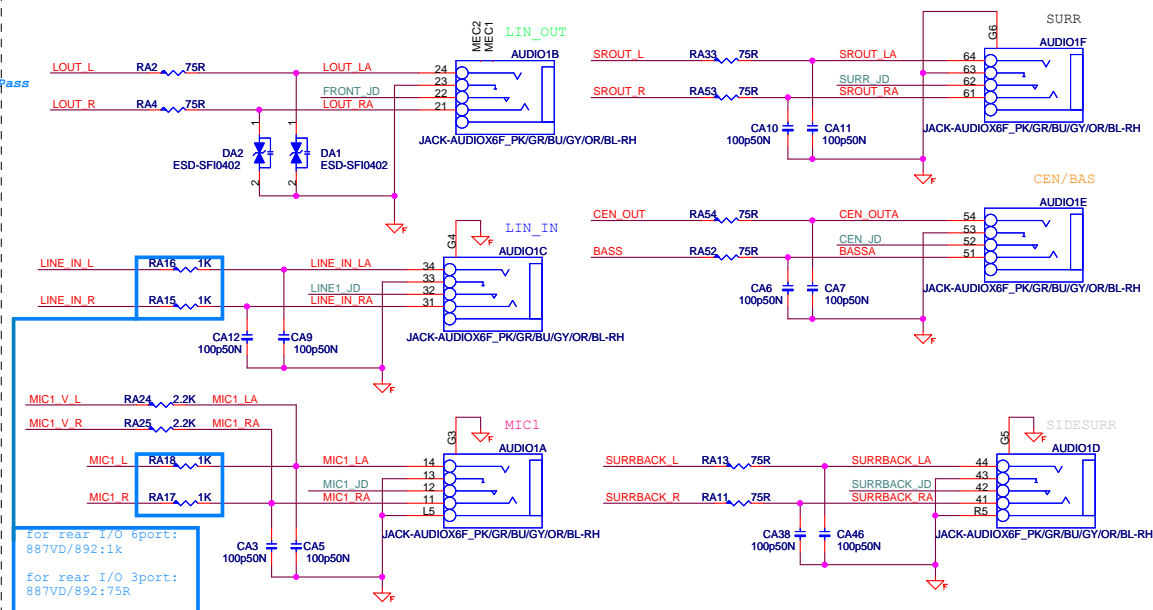 Pass
LIN_OUT
MEC2
MEC1
AUDIO1B
LOUT_L RA2 75R LOUT_LA 24
23
FRONT_JD 22
LOUT_R RA4 75R LOUT_RA 21
JACK-AUDIOX6F_PK/GR/BU/GY/OR/BL-RH
1 1
DA2 DA1
ESD-SFI0402 ESD-SFI0402
2 2
F
SURR
G6
AUDIO1F
SROUT_L RA33 75R SROUT_LA 64
63
SURR_JD 62
SROUT_R RA53 75R SROUT_RA 61
CA10 CA11
100p50N 100p50N
JACK-AUDIOX6F_PK/GR/BU/GY/OR/BL-RH
F
LIN_IN
G4
F
AUDIO1C
LINE_IN_L RA16 1K LINE_IN_LA 34
33
LINE1_JD 32
LINE_IN_R RA15 1K LINE_IN_RA 31
CA12 CA9
100p50N 100p50N
JACK-AUDIOX6F_PK/GR/BU/GY/OR/BL-RH
F
CEN/BAS
AUDIO1E
CEN_OUT RA54 75R CEN_OUTA 54
53
CEN_JD 52
BASS RA52 75R BASSA 51
CA6 CA7
100p50N 100p50N
JACK-AUDIOX6F_PK/GR/BU/GY/OR/BL-RH
F
MIC1
G3
F
AUDIO1A
MIC1_V_L RA24 2.2K MIC1_LA
MIC1_V_R RA25 2.2K MIC1_RA
MIC1_L RA18 1K MIC1_LA 14
13
MIC1_JD 12
MIC1_R RA17 1K MIC1_RA 11
L5
CA3 CA5
100p50N 100p50N
JACK-AUDIOX6F_PK/GR/BU/GY/OR/BL-RH
F
for rear I/O 6port:
887VD/892:1k
for rear I/O 3port:
887VD/892:75R
SIDESURR
G5
F
AUDIO1D
SURRBACK_L RA13 75R SURRBACK_LA 44
43
SURRBACK_JD 42
SURRBACK_R RA11 75R SURRBACK_RA 41
R5
CA38 CA46
100p50N 100p50N
JACK-AUDIOX6F_PK/GR/BU/GY/OR/BL-RH
F